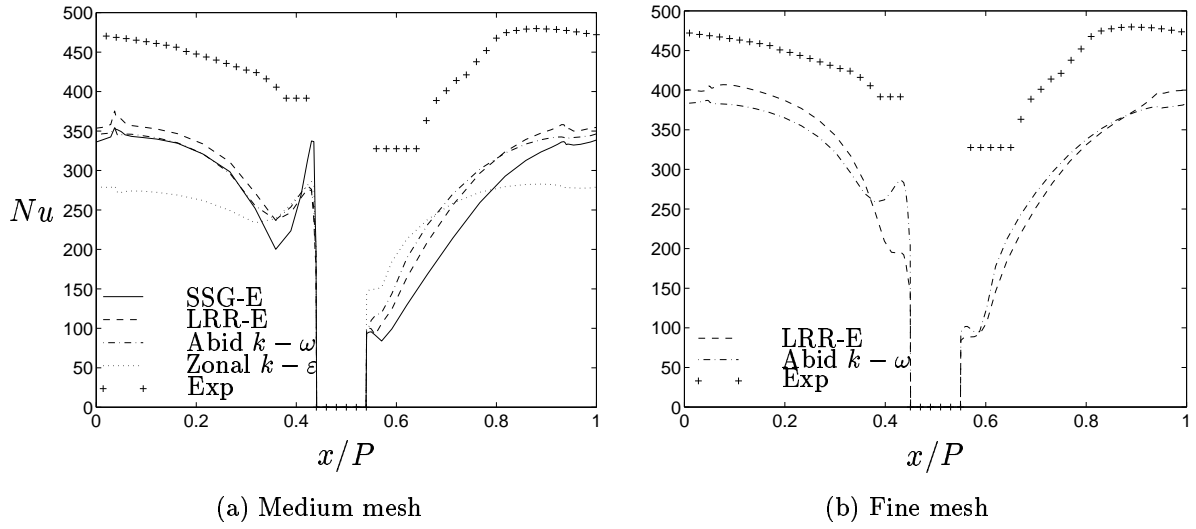 500
450
400
350
300
250
200
150
100
50
0
Nu
SSG-E
LRR-E
Abid k − ω
Zonal k − ε
Exp
0 0.2 0.4 0.6 0.8 1
x/P
(a) Medium mesh
500
450
400
350
300
250
200
150
100
50
0
LRR-E
Abid k − ω
Exp
0 0.2 0.4 0.6 0.8 1
x/P
(b) Fine mesh